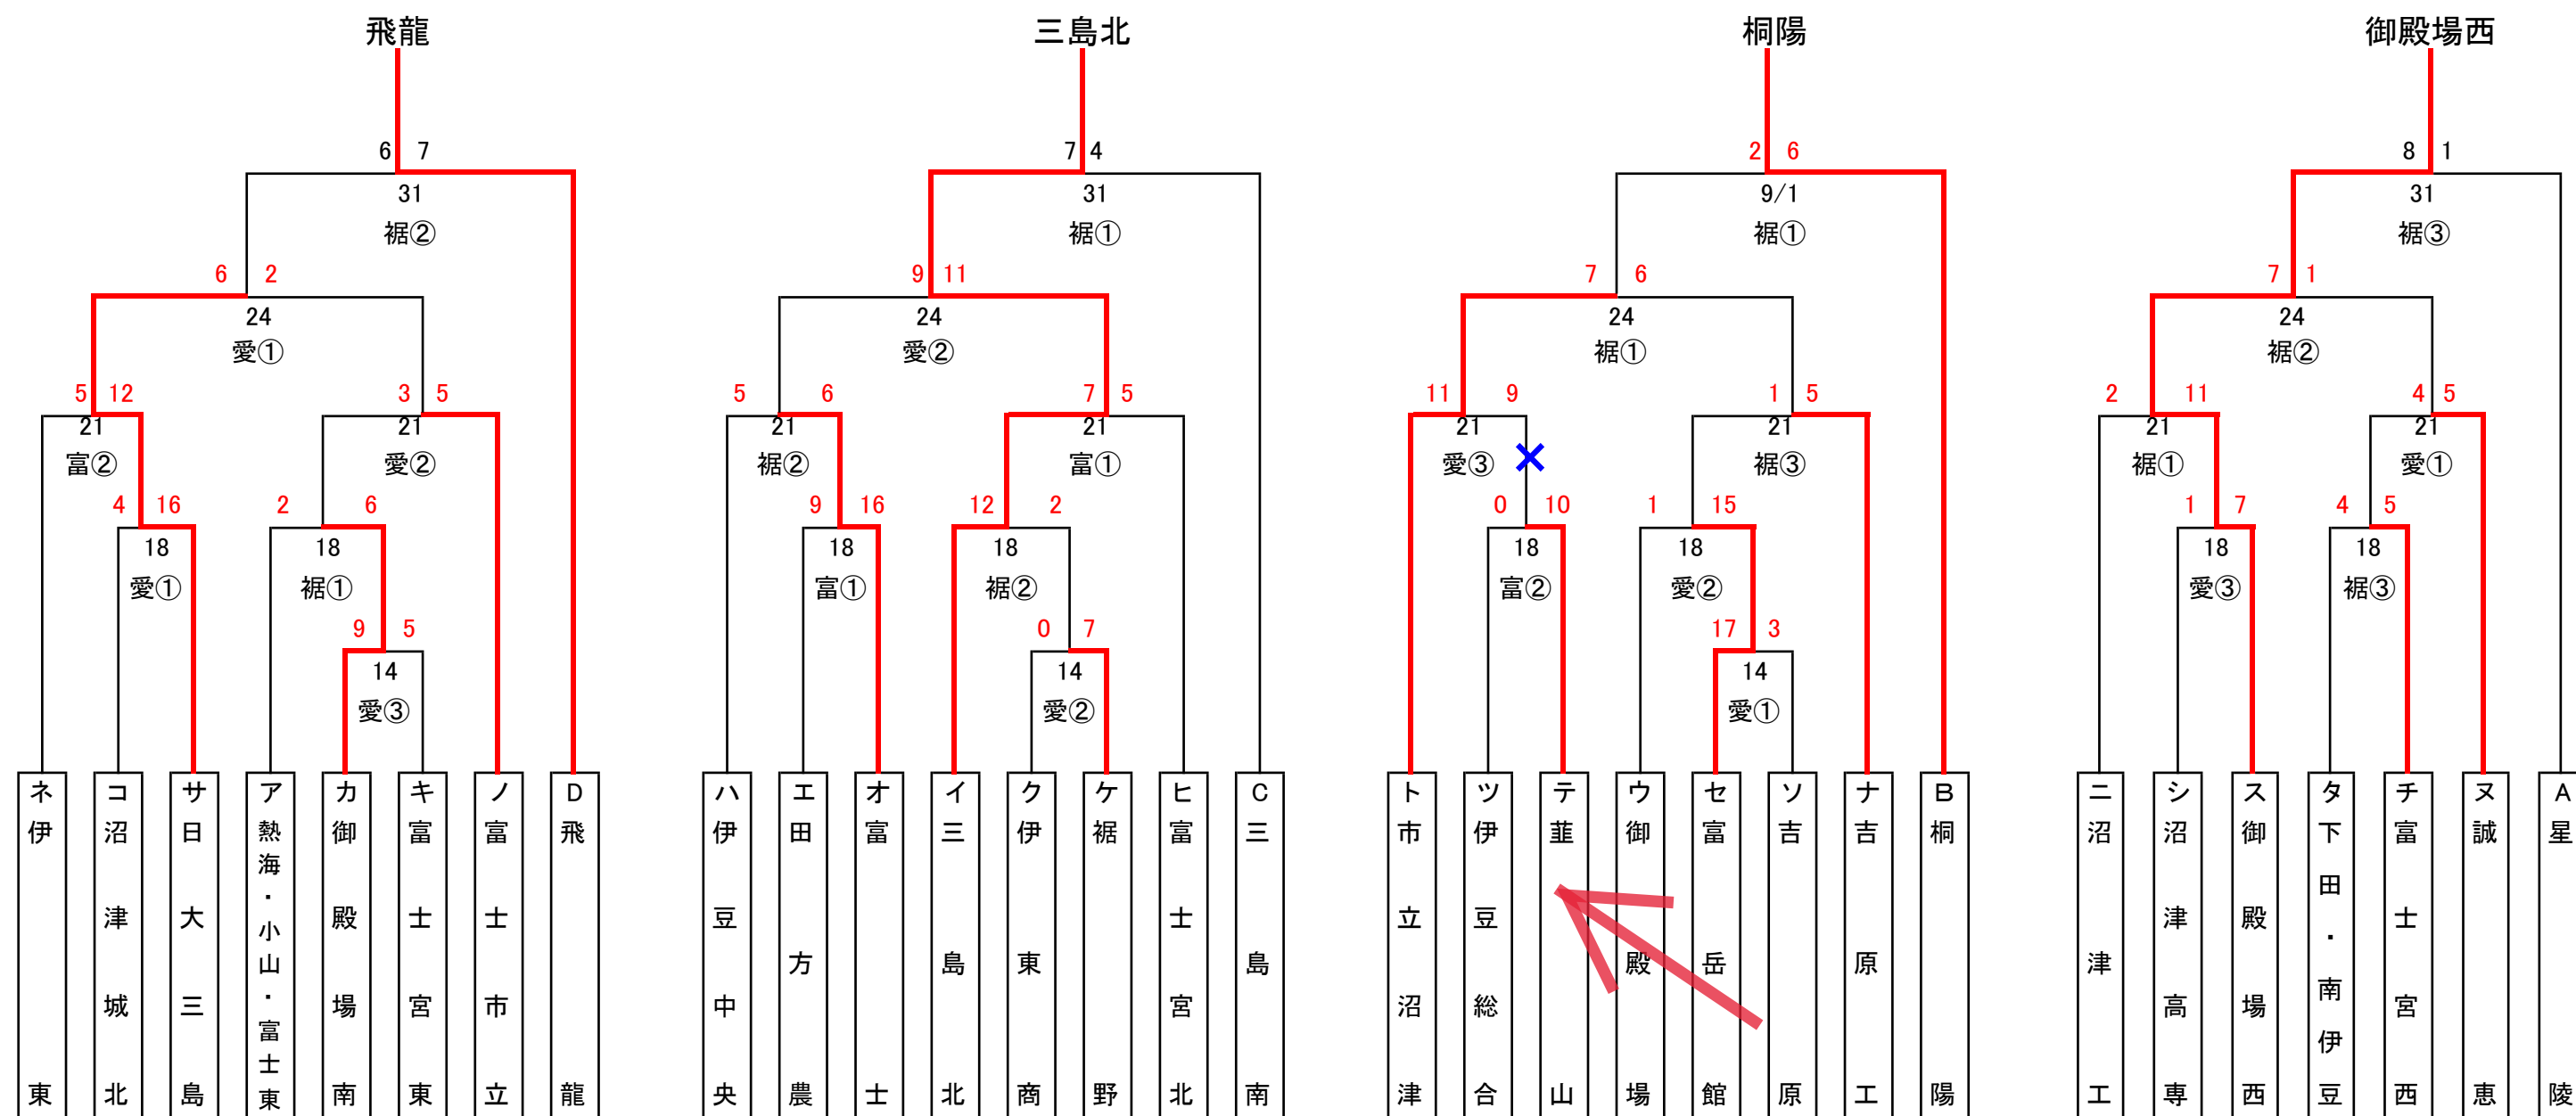 飛龍 三島北 桐陽 御殿場西
6 7 7 4 2 6 8 1
31 31 9/1 31
裾② 裾① 裾① 裾③
6 2 9 11 7 6 7 1
24 24 24 24
愛① 愛② 裾① 裾②
5 12 3 5 5 6 7 5 11 9 1 5 2 11 4 5
21 21 21 21 21 21 21 21
富② 愛② 裾② 富① 愛③ 裾③ 裾① 愛①
4 16 2 6 9 16 12 2 0 10 1 15 1 7 4 5
18 18 18 18 18 18 18 18
愛① 裾① 富① 裾② 富② 愛② 愛③ 裾③
9 5 0 7 17 3
14 14 14
愛③ 愛② 愛①
ネ伊東
コ沼津城北
サ日大三島
ア熱海・小山・富士東
カ御殿場南
キ富士宮東
ノ富士市立
D飛龍
ハ伊豆中央
エ田方農
オ富士
イ三島北
ク伊東商
ケ裾野
ヒ富士宮北
C三島南
ト市立沼津
ツ伊豆総合
テ韮山
ウ御殿場
セ富岳館
ソ吉原
ナ吉原工
B桐陽
ニ沼津工
シ沼津高専
ス御殿場西
タ下田・南伊豆
チ富士宮西
ヌ誠恵
A星陵